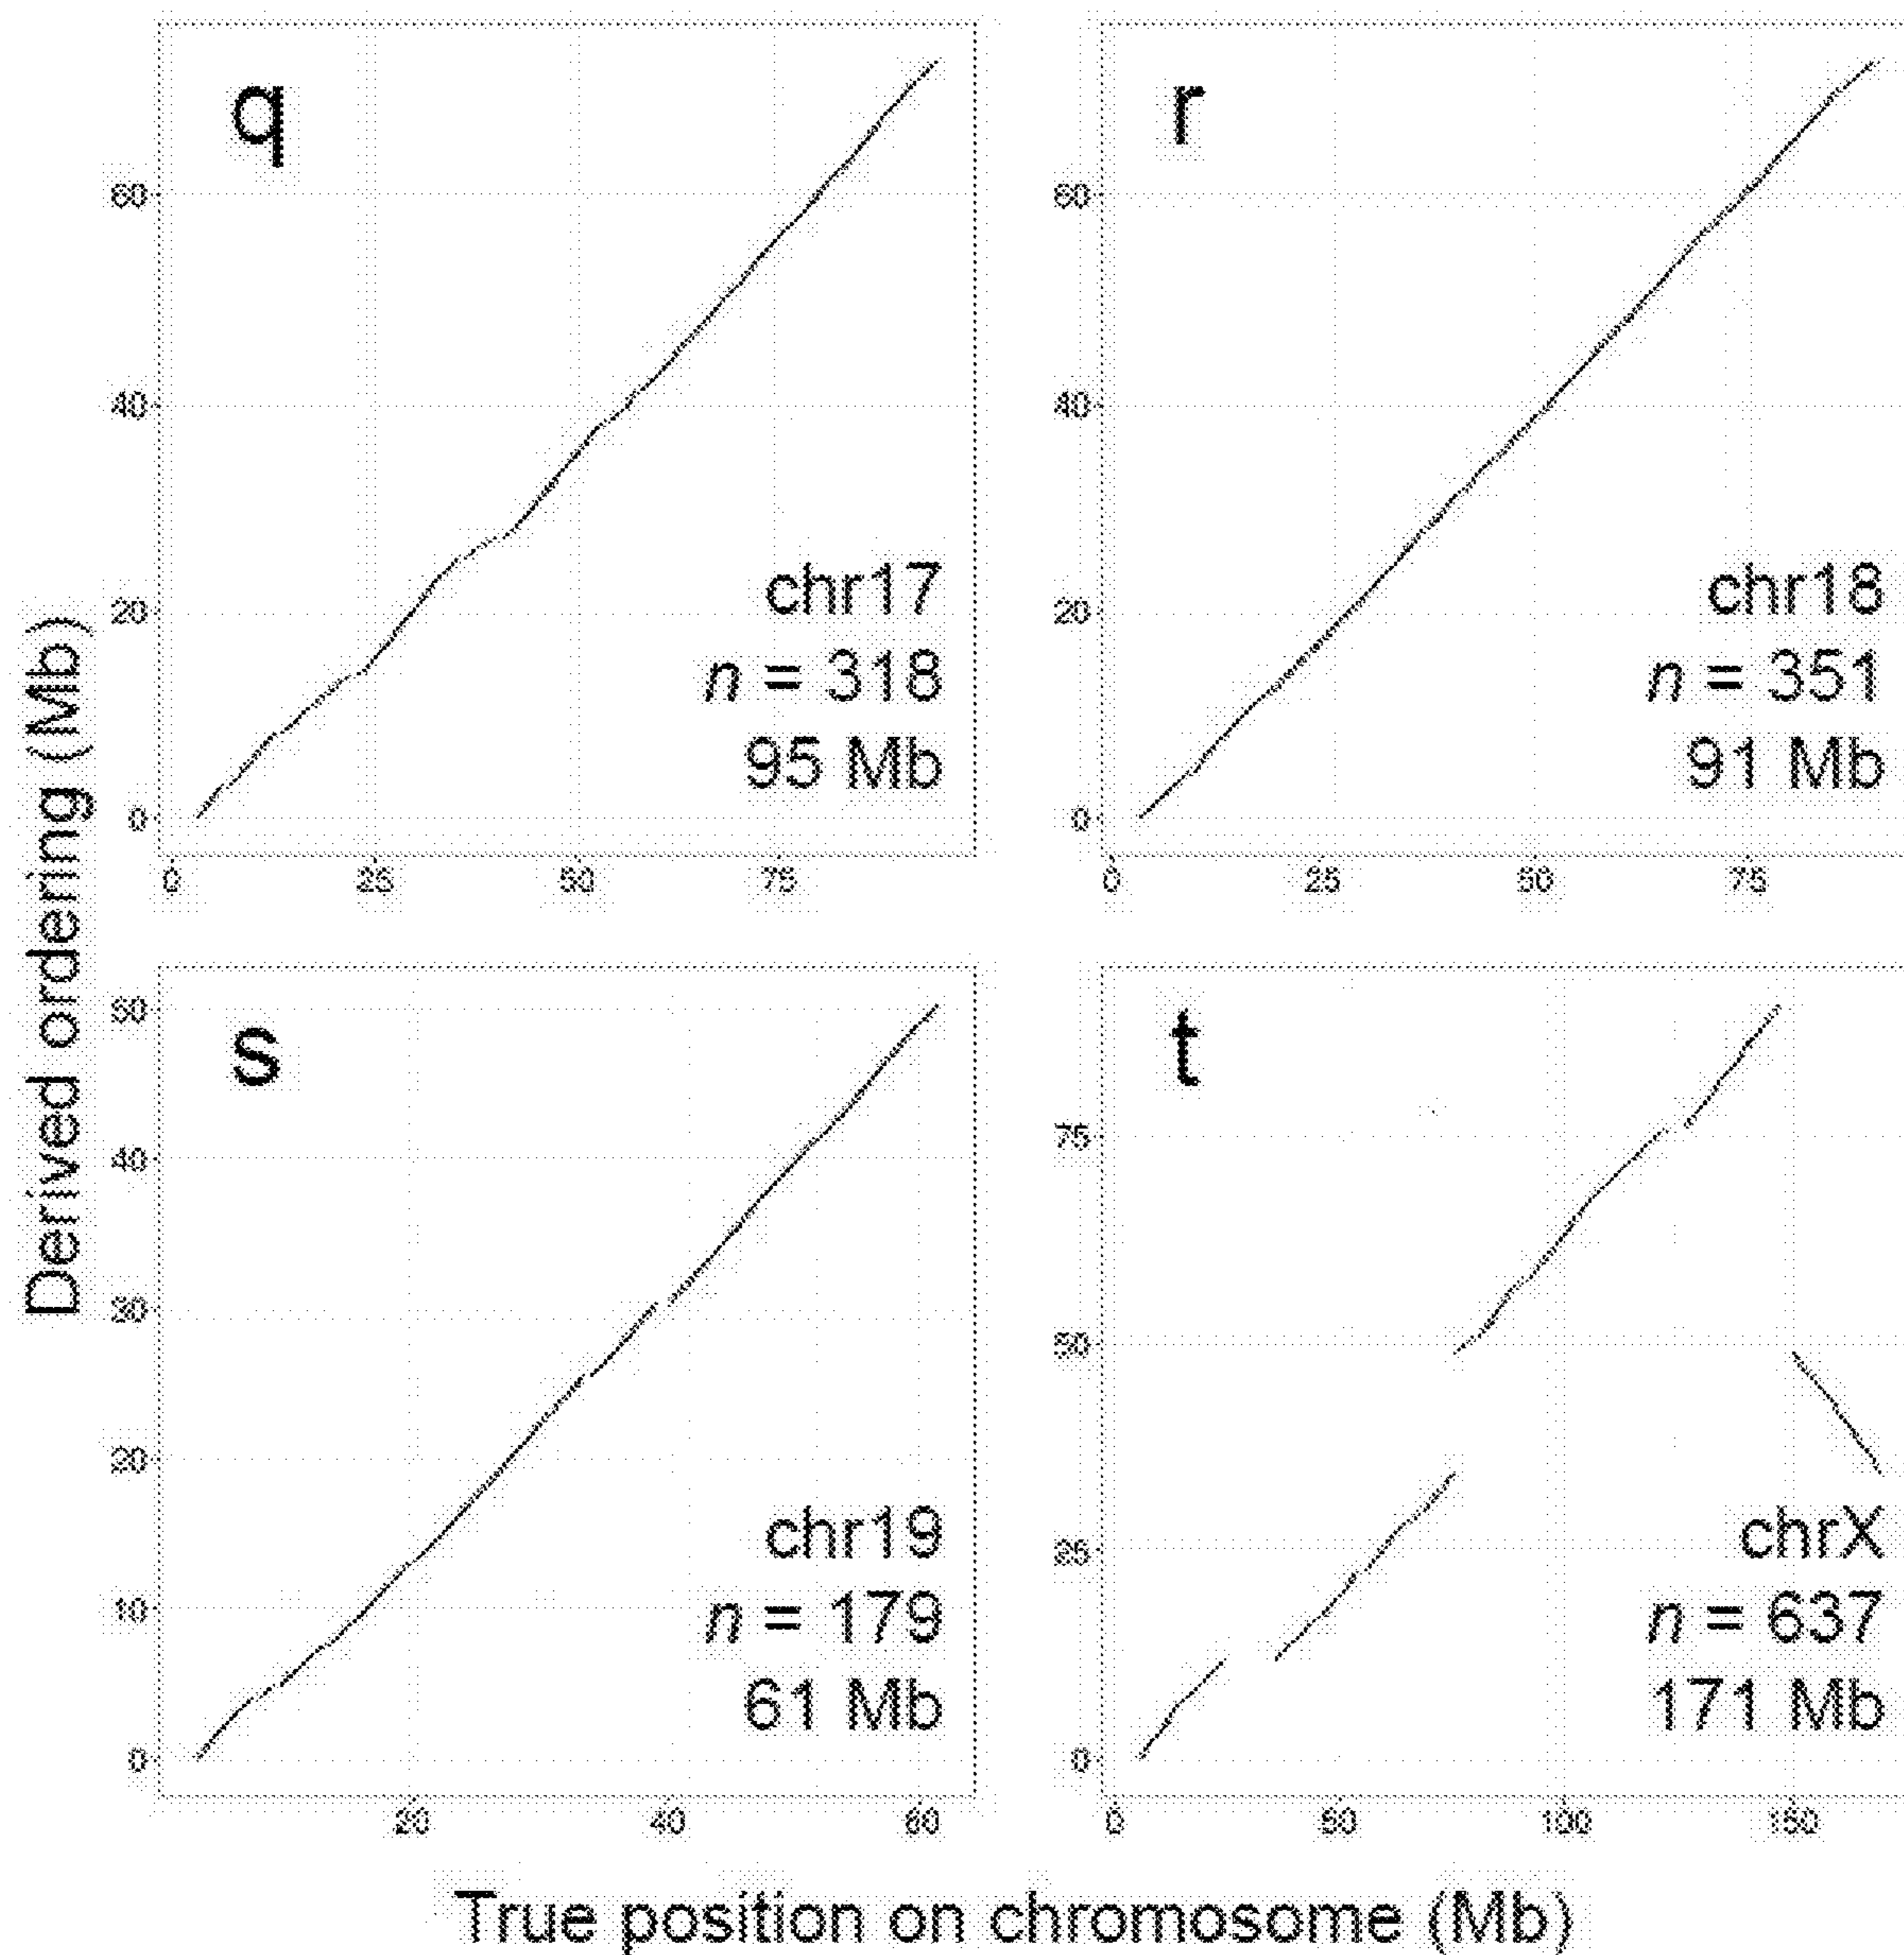 Derived ordering (Mb)
q
60
40
20
0
chr17
n = 318
95 Mb
0 25 50 75
r
60
40
20
0
chr18
n = 351
91 Mb
0 25 50 75
s
50
40
30
20
10
0
chr19
n = 179
61 Mb
20 40 60
t
75
50
25
0
chrX
n = 637
171 Mb
0 50 100 150
True position on chromosome (Mb)